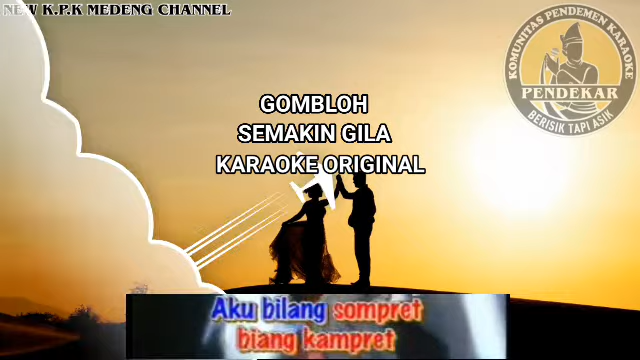 NEW K.P.K MEDENG CHANNEL
KOMUNITAS PENDEMEN KARAOKE
PENDEKAR
BERISIK TAPI ASIK
GOMBLOH
SEMAKIN GILA
KARAOKE ORIGINAL
Aku bilang sompret
biang kampret